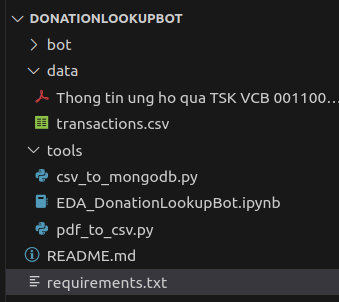 DONATIONLOOKUPBOT
bot
data
Thong tin ung ho qua TSK VCB 001100...
transactions.csv
tools
csv_to_mongodb.py
EDA_DonationLookupBot.ipynb
pdf_to_csv.py
README.md
requirements.txt